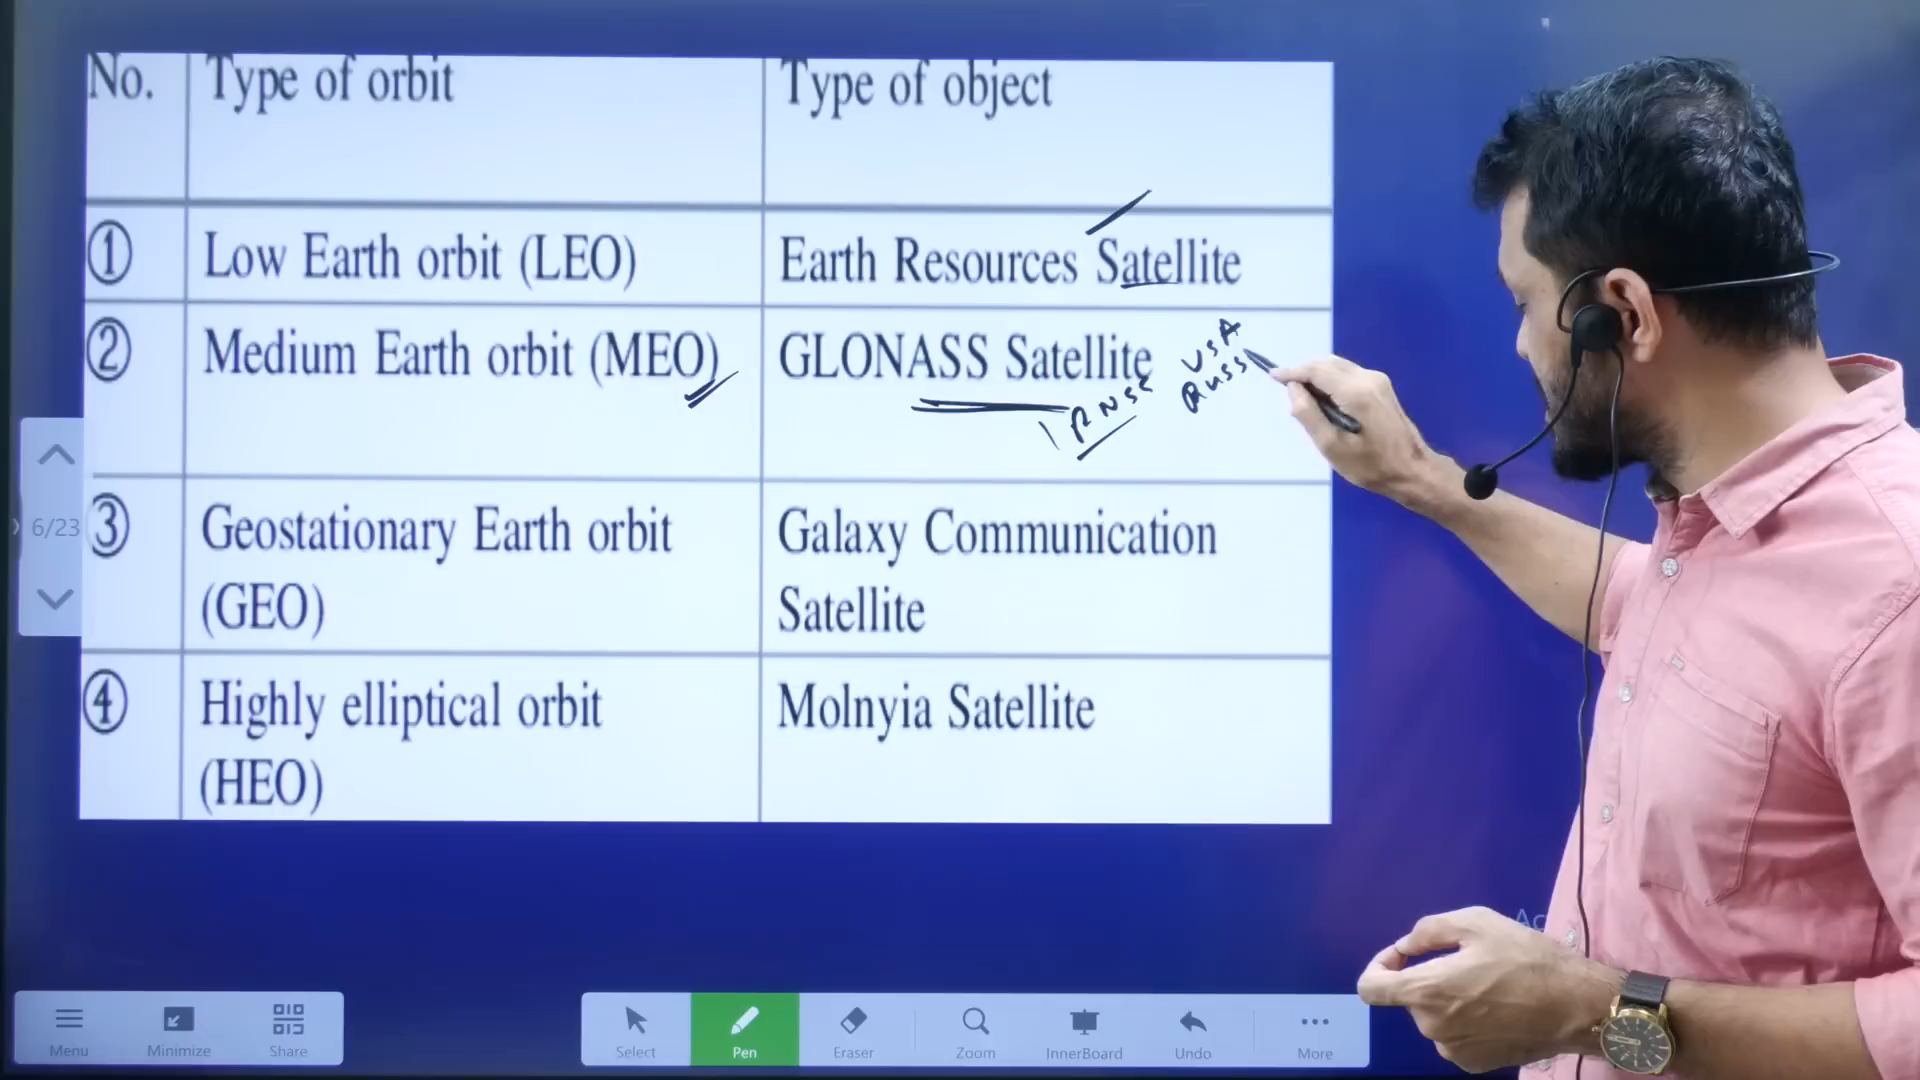 No. Type of orbit Type of object
① Low Earth orbit (LEO) Earth Resources Satellite
② Medium Earth orbit (MEO) GLONASS Satellite
USA
Russ
IRNSS
③ Geostationary Earth orbit Galaxy Communication
(GEO) Satellite
④ Highly elliptical orbit Molnyia Satellite
(HEO)
6/23
Menu Minimize Share Select Pen Eraser Zoom InnerBoard Undo More